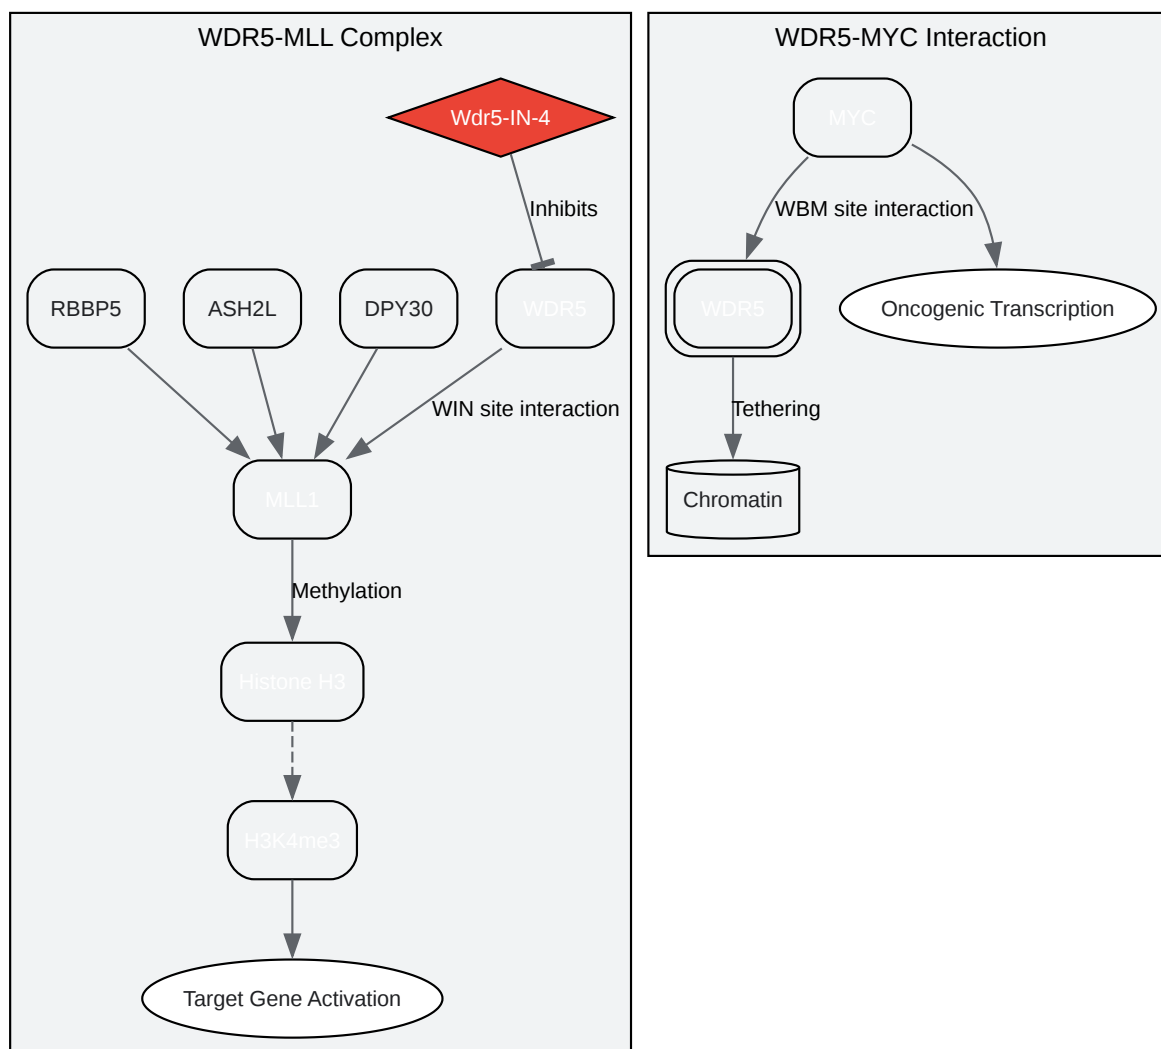 WDR5-MLL Complex
Wdr5-IN-4
Inhibits
RBBP5
ASH2L
DPY30
WDR5
WIN site interaction
MLL1
Methylation
Histone H3
H3K4me3
Target Gene Activation
WDR5-MYC Interaction
MYC
WBM site interaction
WDR5
Oncogenic Transcription
Tethering
Chromatin